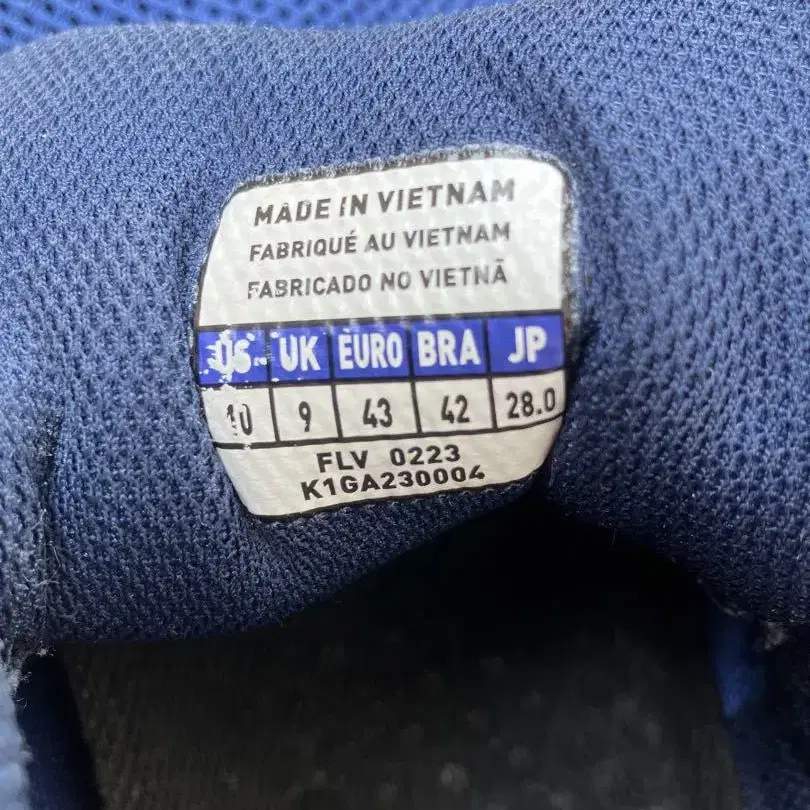 MADE IN VIETNAM
FABRIQUÉ AU VIETNAM
FABRICADO NO VIETNÃ
US UK EURO BRA JP
10 9 43 42 28.0
FLV 0223
K1GA230004